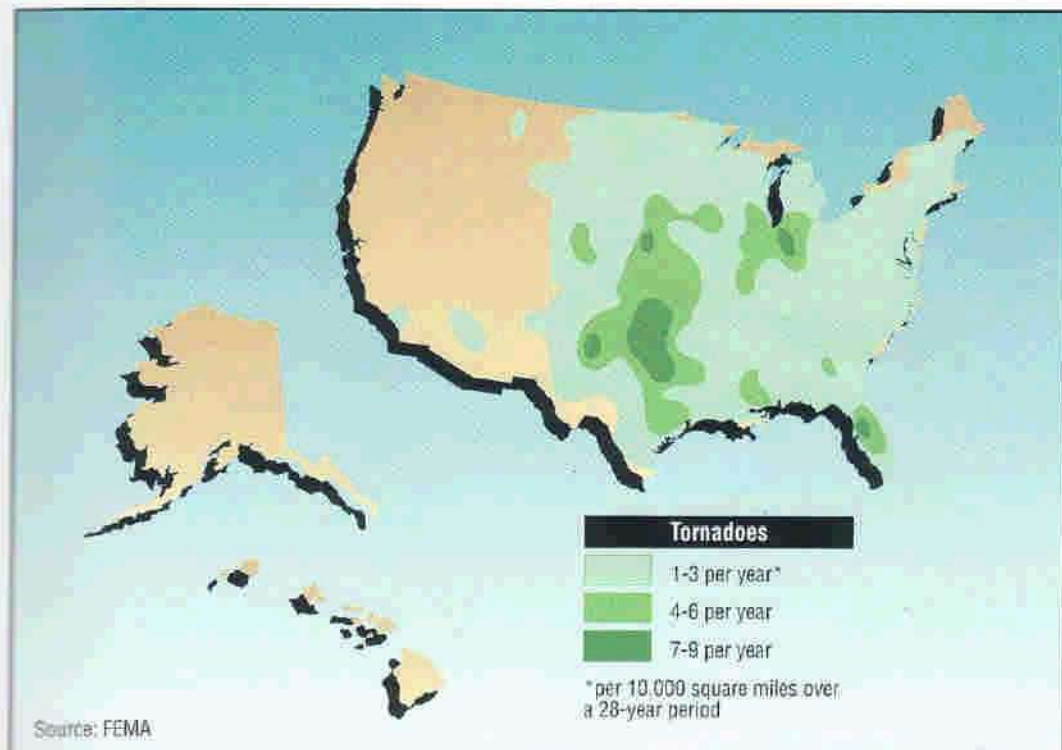 Tornadoes
1-3 per year*
4-6 per year
7-9 per year
*per 10,000 square miles over
a 28-year period
Source: FEMA